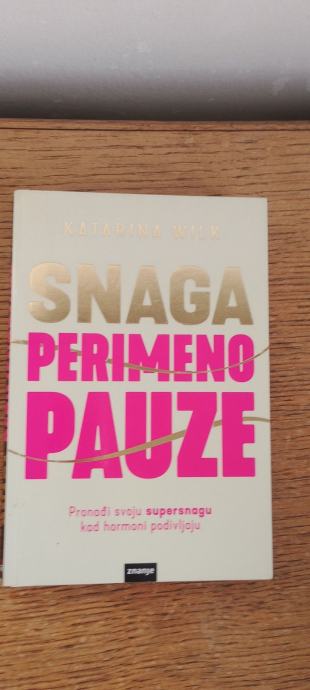 KATARINA WILK
SNAGA
PERIMENO
PAUZE
Pronađi svoju supersnagu
kad hormoni podivljaju
znanje